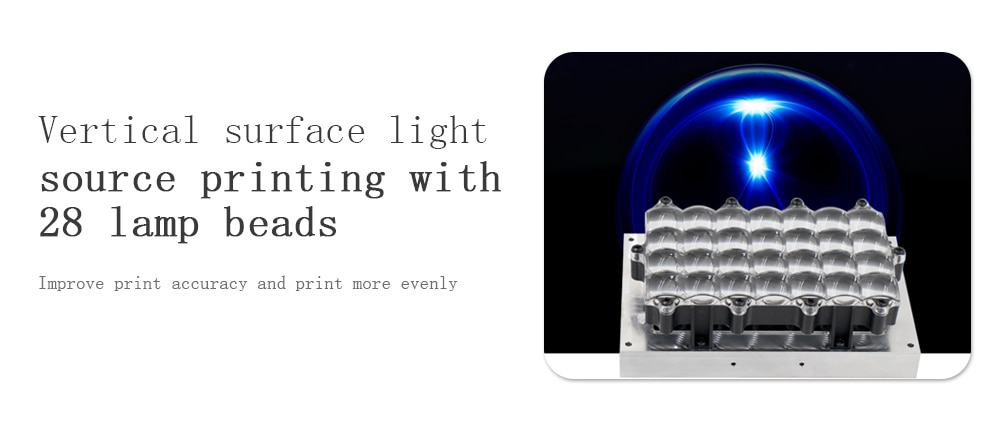 Vertical surface light
source printing with
28 lamp beads
Improve print accuracy and print more evenly